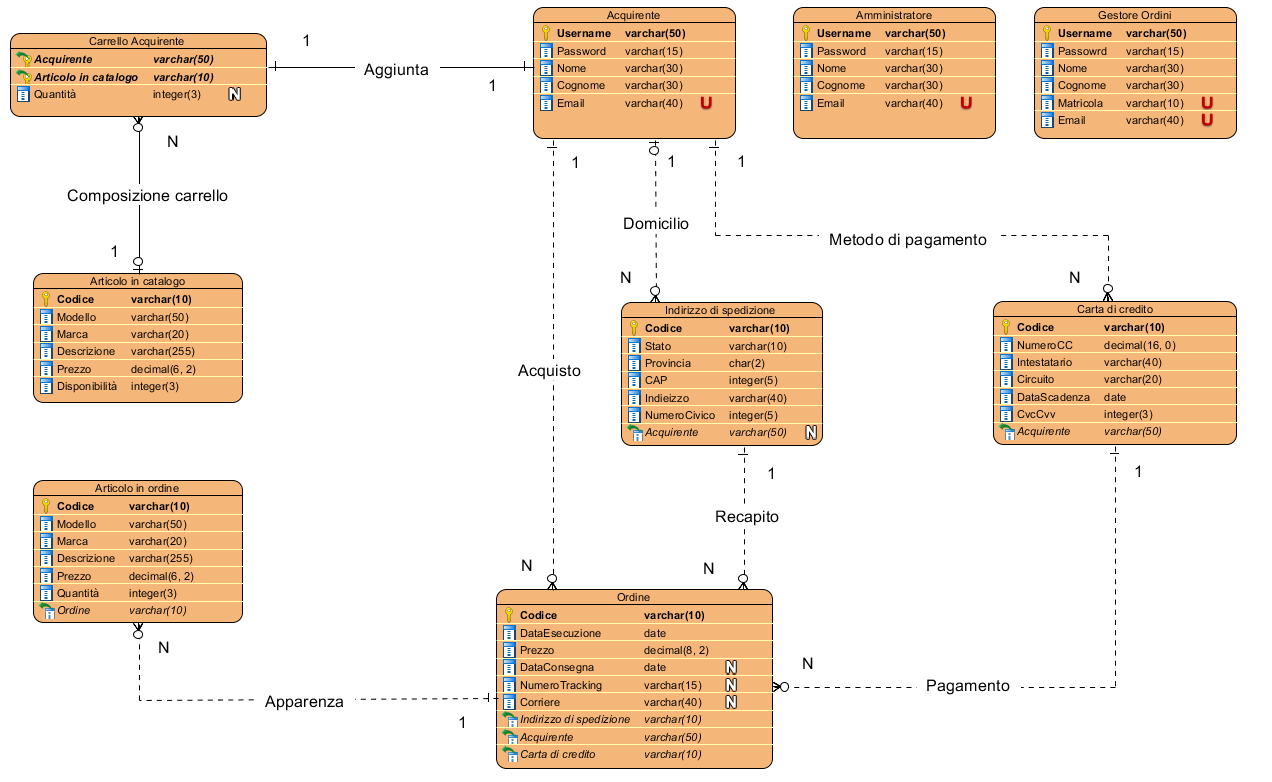 Carrello Acquirente
Acquirente varchar(50)
Articolo in catalogo varchar(10)
Quantità integer(3) N
1
Aggiunta
1
Acquirente
Username varchar(50)
Password varchar(15)
Nome varchar(30)
Cognome varchar(30)
Email varchar(40) U
Amministratore
Username varchar(50)
Password varchar(15)
Nome varchar(30)
Cognome varchar(30)
Email varchar(40) U
Gestore Ordini
Username varchar(50)
Passowrd varchar(15)
Nome varchar(30)
Cognome varchar(30)
Matricola varchar(10) U
Email varchar(40) U
N
Composizione carrello
1
1
1
1
Domicilio
Metodo di pagamento
N
N
Articolo in catalogo
Codice varchar(10)
Modello varchar(50)
Marca varchar(20)
Descrizione varchar(255)
Prezzo decimal(6, 2)
Disponibilità integer(3)
Acquisto
Indirizzo di spedizione
Codice varchar(10)
Stato varchar(10)
Provincia char(2)
CAP integer(5)
Indieizzo varchar(40)
NumeroCivico integer(5)
Acquirente varchar(50) N
Carta di credito
Codice varchar(10)
NumeroCC decimal(16, 0)
Intestatario varchar(40)
Circuito varchar(20)
DataScadenza date
CvcCvv integer(3)
Acquirente varchar(50)
1
1
Recapito
N
N
Articolo in ordine
Codice varchar(10)
Modello varchar(50)
Marca varchar(20)
Descrizione varchar(255)
Prezzo decimal(6, 2)
Quantità integer(3)
Ordine varchar(10)
N
Apparenza
1
Ordine
Codice varchar(10)
DataEsecuzione date
Prezzo decimal(8, 2)
DataConsegna date N
NumeroTracking varchar(15) N
Corriere varchar(40) N
Indirizzo di spedizione varchar(10)
Acquirente varchar(50)
Carta di credito varchar(10)
N
Pagamento